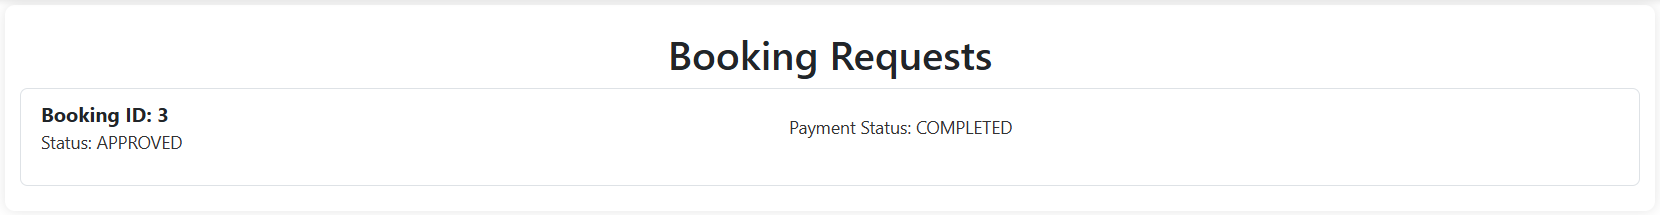 Booking Requests
Booking ID: 3
Status: APPROVED
Payment Status: COMPLETED